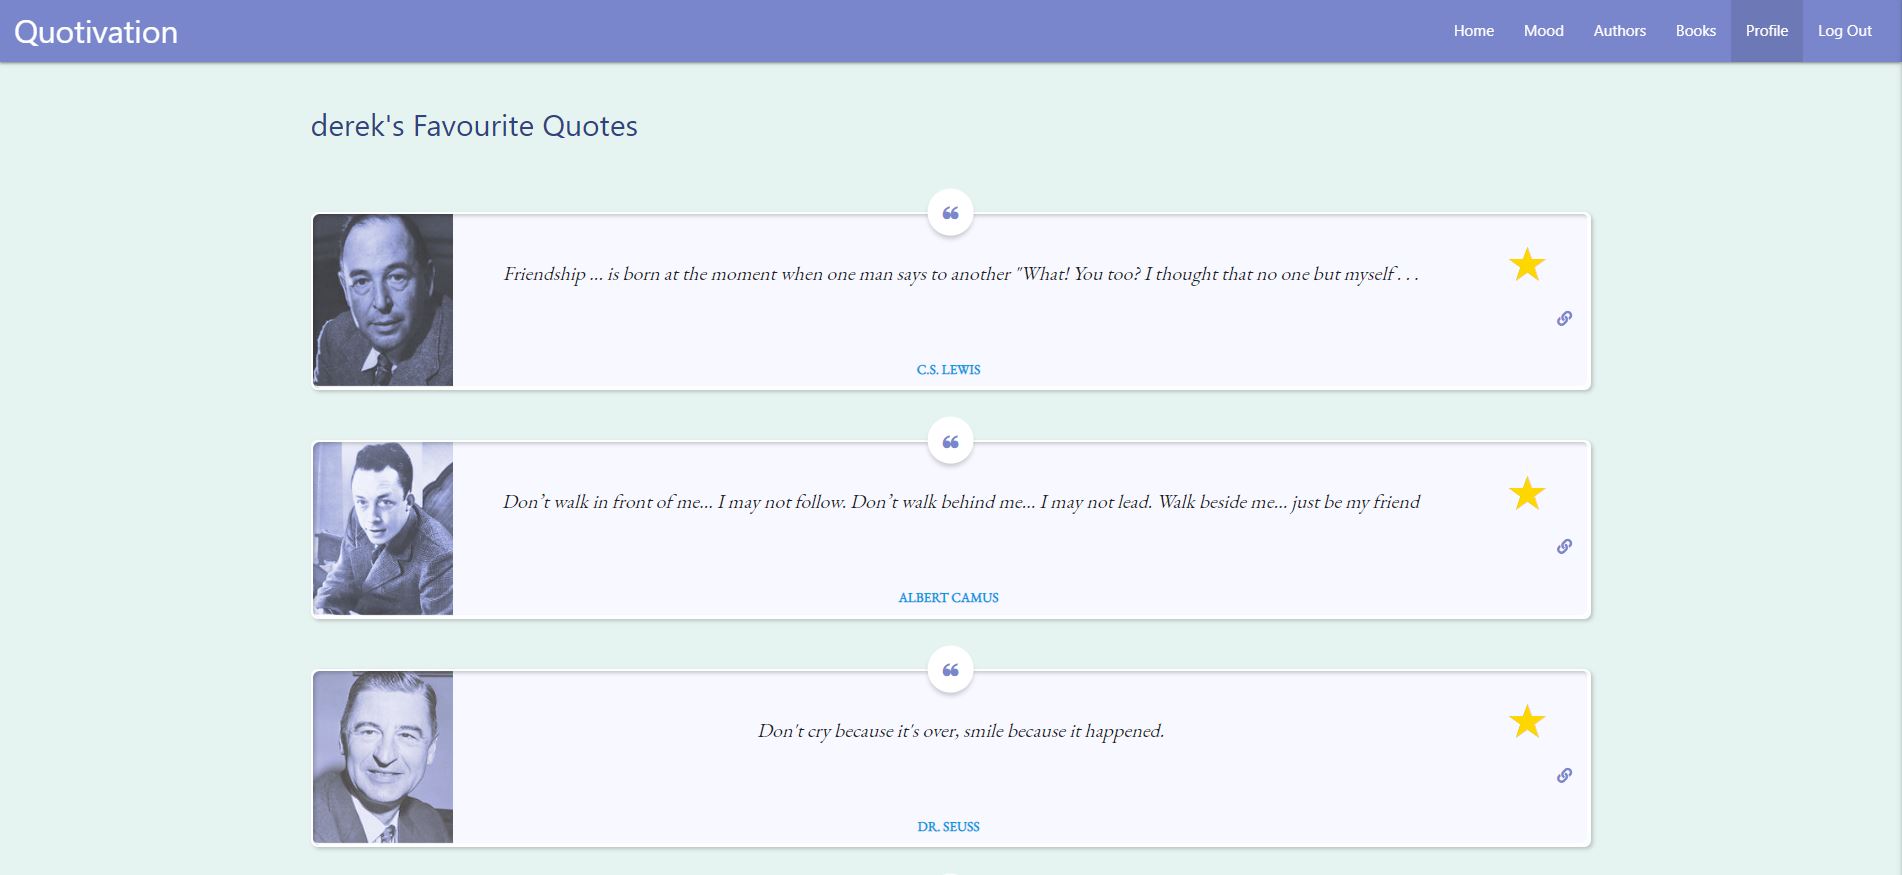 Quotivation
Home Mood Authors Books Profile Log Out
derek's Favourite Quotes
❝
Friendship ... is born at the moment when one man says to another "What! You too? I thought that no one but myself . . .
C.S. LEWIS
❝
Don’t walk in front of me... I may not follow. Don’t walk behind me... I may not lead. Walk beside me... just be my friend
ALBERT CAMUS
❝
Don't cry because it's over, smile because it happened.
DR. SEUSS